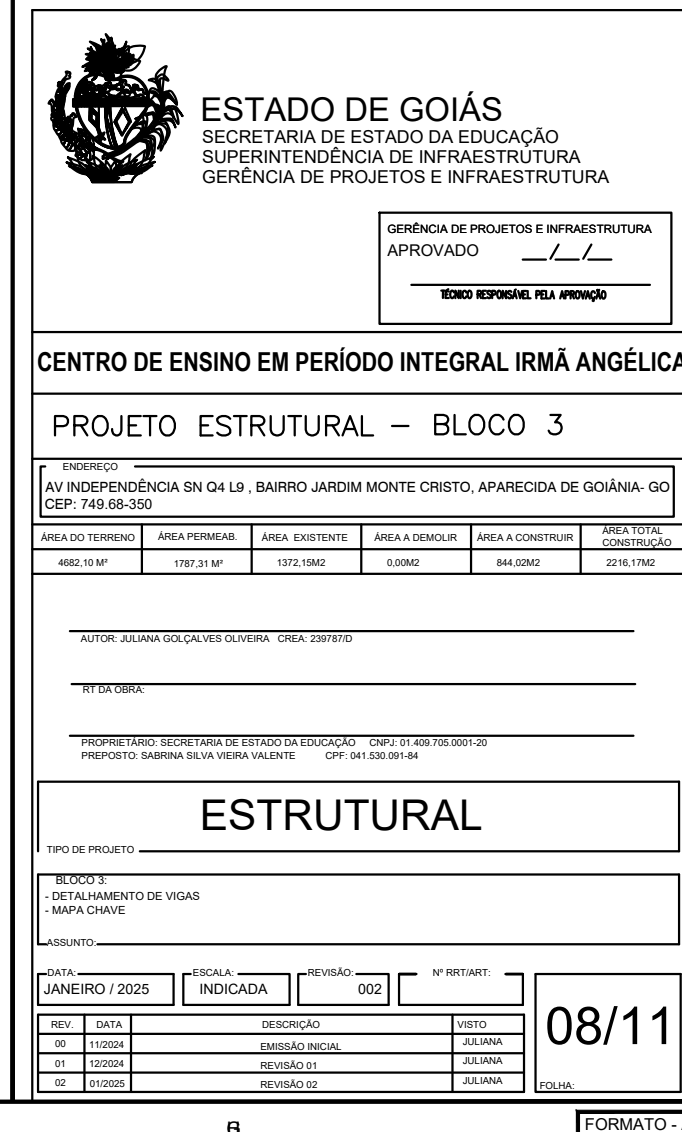 ESTADO DE GOIÁS
SECRETARIA DE ESTADO DA EDUCAÇÃO
SUPERINTENDÊNCIA DE INFRAESTRUTURA
GERÊNCIA DE PROJETOS E INFRAESTRUTURA
GERÊNCIA DE PROJETOS E INFRAESTRUTURA
APROVADO __/__/__
TÉCNICO RESPONSÁVEL PELA APROVAÇÃO
CENTRO DE ENSINO EM PERÍODO INTEGRAL IRMÃ ANGÉLICA
PROJETO ESTRUTURAL – BLOCO 3
ENDEREÇO
AV INDEPENDÊNCIA SN Q4 L9 , BAIRRO JARDIM MONTE CRISTO, APARECIDA DE GOIÂNIA- GO
CEP: 749.68-350
ÁREA DO TERRENO ÁREA PERMEAB. ÁREA EXISTENTE ÁREA A DEMOLIR ÁREA A CONSTRUIR ÁREA TOTAL CONSTRUÇÃO
4682,10 M² 1787,31 M² 1372,15M2 0,00M2 844,02M2 2216,17M2
AUTOR: JULIANA GOLÇALVES OLIVEIRA CREA: 239787/D
RT DA OBRA:
PROPRIETÁRIO: SECRETARIA DE ESTADO DA EDUCAÇÃO CNPJ: 01.409.705.0001-20
PREPOSTO: SABRINA SILVA VIEIRA VALENTE CPF: 041.530.091-84
ESTRUTURAL
TIPO DE PROJETO
BLOCO 3:
- DETALHAMENTO DE VIGAS
- MAPA CHAVE
ASSUNTO:
DATA: ESCALA: REVISÃO: Nº RRT/ART:
JANEIRO / 2025 INDICADA 002
REV. DATA DESCRIÇÃO VISTO
00 11/2024 EMISSÃO INICIAL JULIANA
01 12/2024 REVISÃO 01 JULIANA
02 01/2025 REVISÃO 02 JULIANA
08/11
FOLHA:
FORMATO -